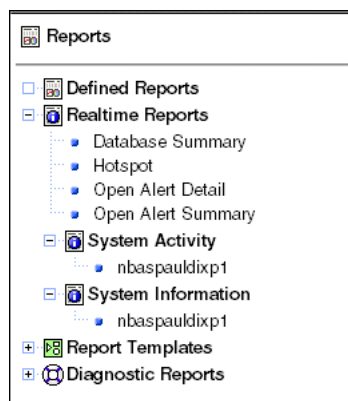 Reports
Defined Reports
Realtime Reports
Database Summary
Hotspot
Open Alert Detail
Open Alert Summary
System Activity
nbaspauldixp1
System Information
nbaspauldixp1
Report Templates
Diagnostic Reports